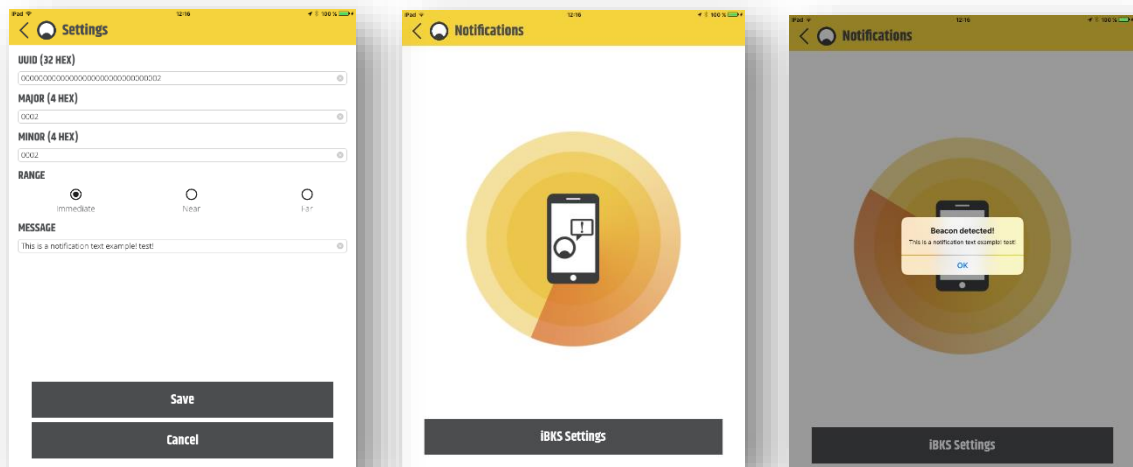 iPad 12:16 100 %
Settings
UUID (32 HEX)
00000000000000000000000000000002
MAJOR (4 HEX)
0002
MINOR (4 HEX)
0002
RANGE
Immediate Near Far
MESSAGE
This is a notification text example! test!
Save
Cancel
iPad 12:16 100 %
Notifications
!
iBKS Settings
iPad 12:16 100 %
Notifications
Beacon detected!
This is a notification text example! test!
OK
iBKS Settings